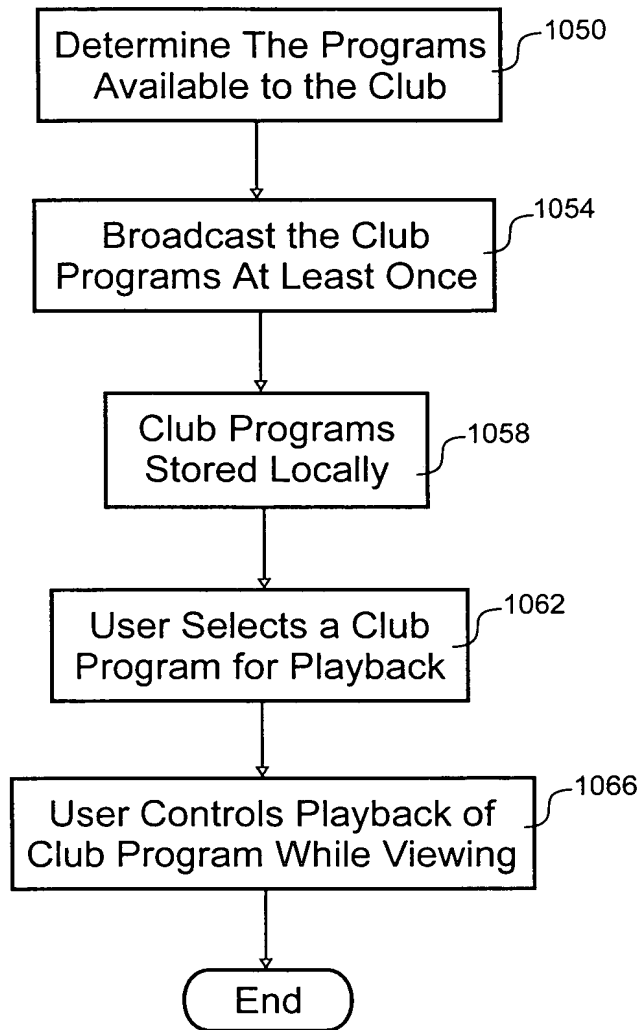 Determine The Programs
Available to the Club
1050
Broadcast the Club
Programs At Least Once
1054
Club Programs
Stored Locally
1058
User Selects a Club
Program for Playback
1062
User Controls Playback of
Club Program While Viewing
1066
End